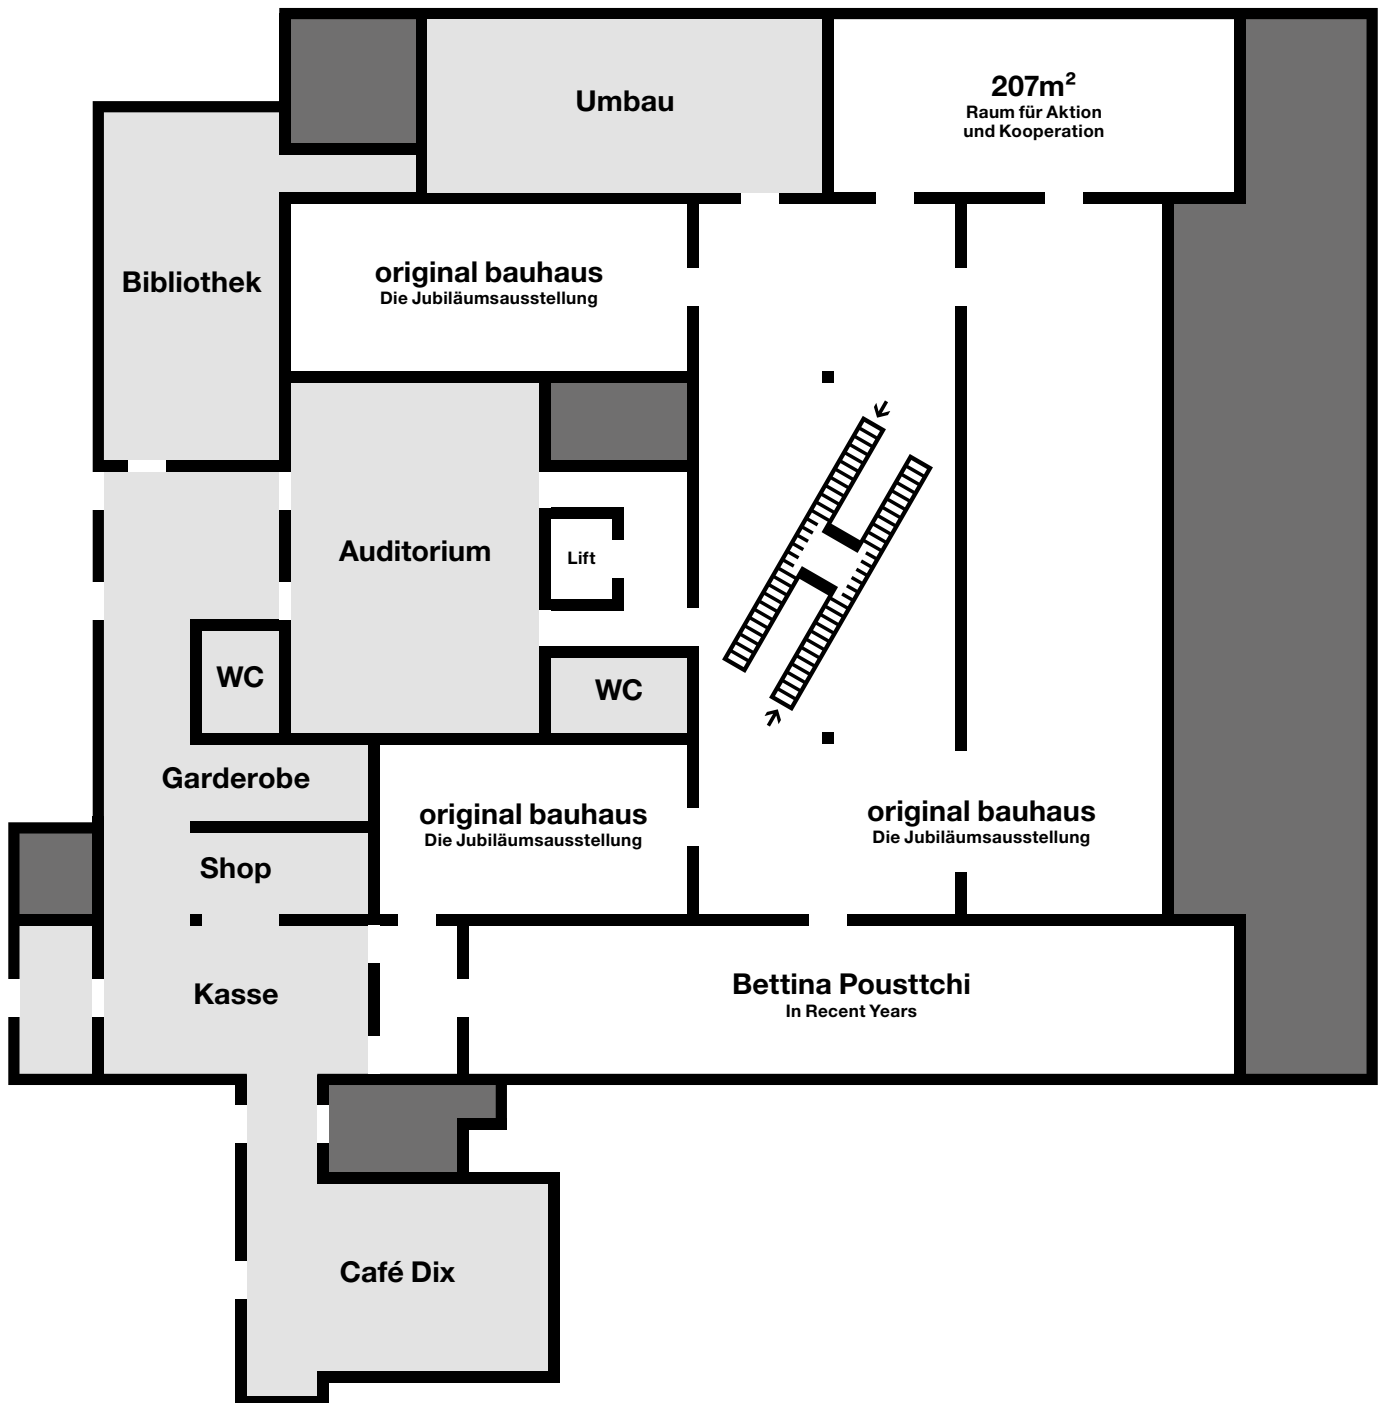 Umbau
207m²
Raum für Aktion
und Kooperation
Bibliothek
original bauhaus
Die Jubiläumsausstellung
Auditorium
Lift
WC
WC
Garderobe
original bauhaus
Die Jubiläumsausstellung
original bauhaus
Die Jubiläumsausstellung
Shop
Kasse
Bettina Pousttchi
In Recent Years
Café Dix